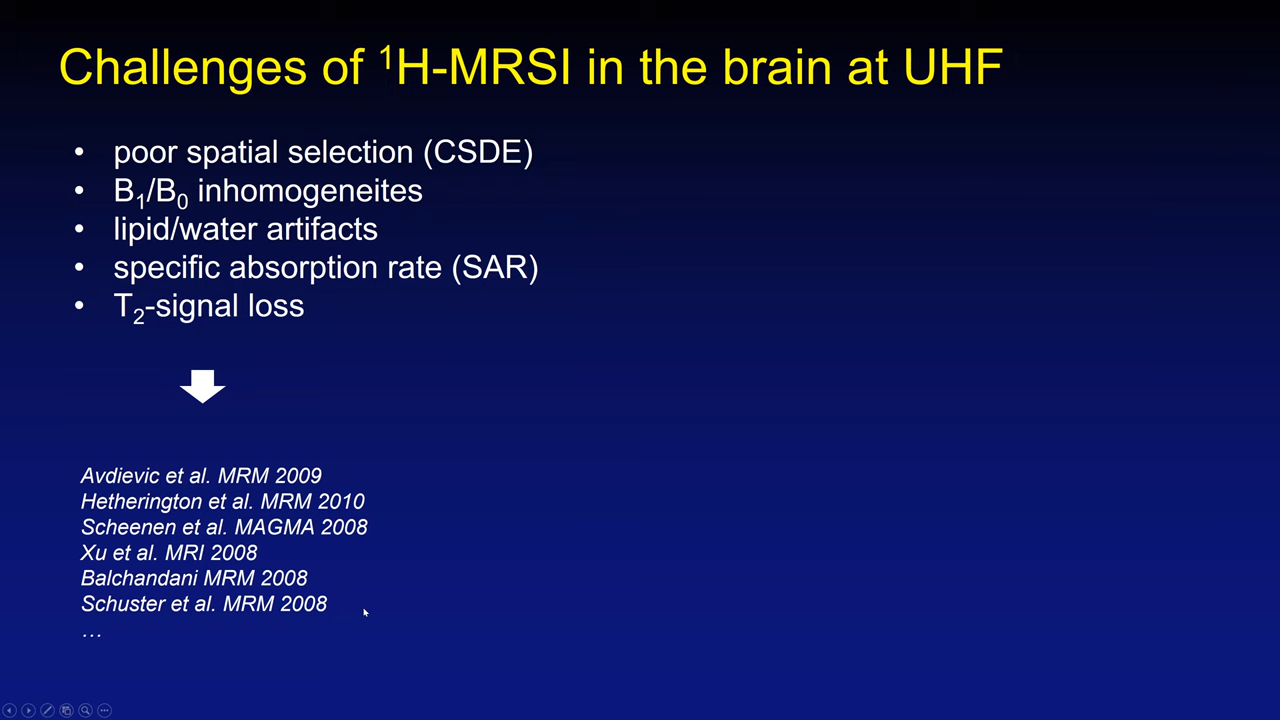 Challenges of ¹H-MRSI in the brain at UHF
• poor spatial selection (CSDE)
• B₁/B₀ inhomogeneites
• lipid/water artifacts
• specific absorption rate (SAR)
• T₂-signal loss
Avdievic et al. MRM 2009
Hetherington et al. MRM 2010
Scheenen et al. MAGMA 2008
Xu et al. MRI 2008
Balchandani MRM 2008
Schuster et al. MRM 2008
…